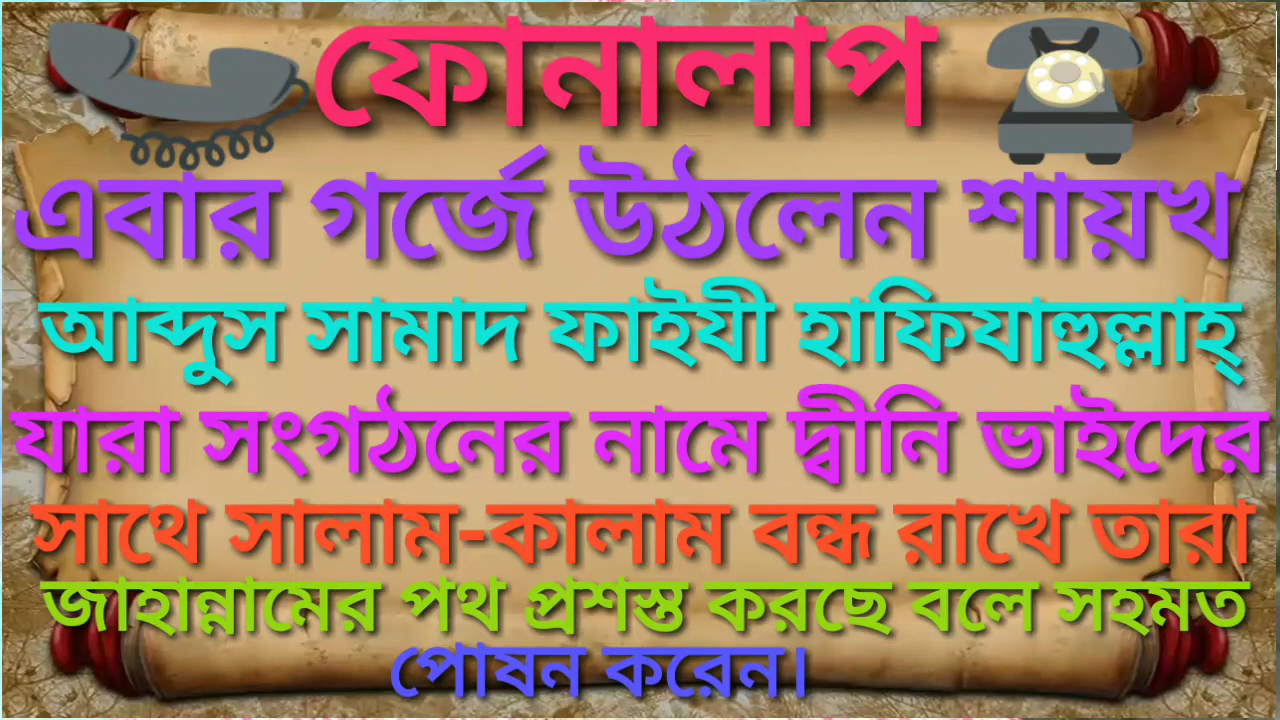 ফোনালাপ
এবার গর্জে উঠলেন শায়খ
আব্দুস সামাদ ফাইযী হাফিযাহুল্লাহ্
যারা সংগঠনের নামে দ্বীনি ভাইদের
সাথে সালাম-কালাম বন্ধ রাখে তারা
জাহান্নামের পথ প্রশস্ত করছে বলে সহমত
পোষন করেন।